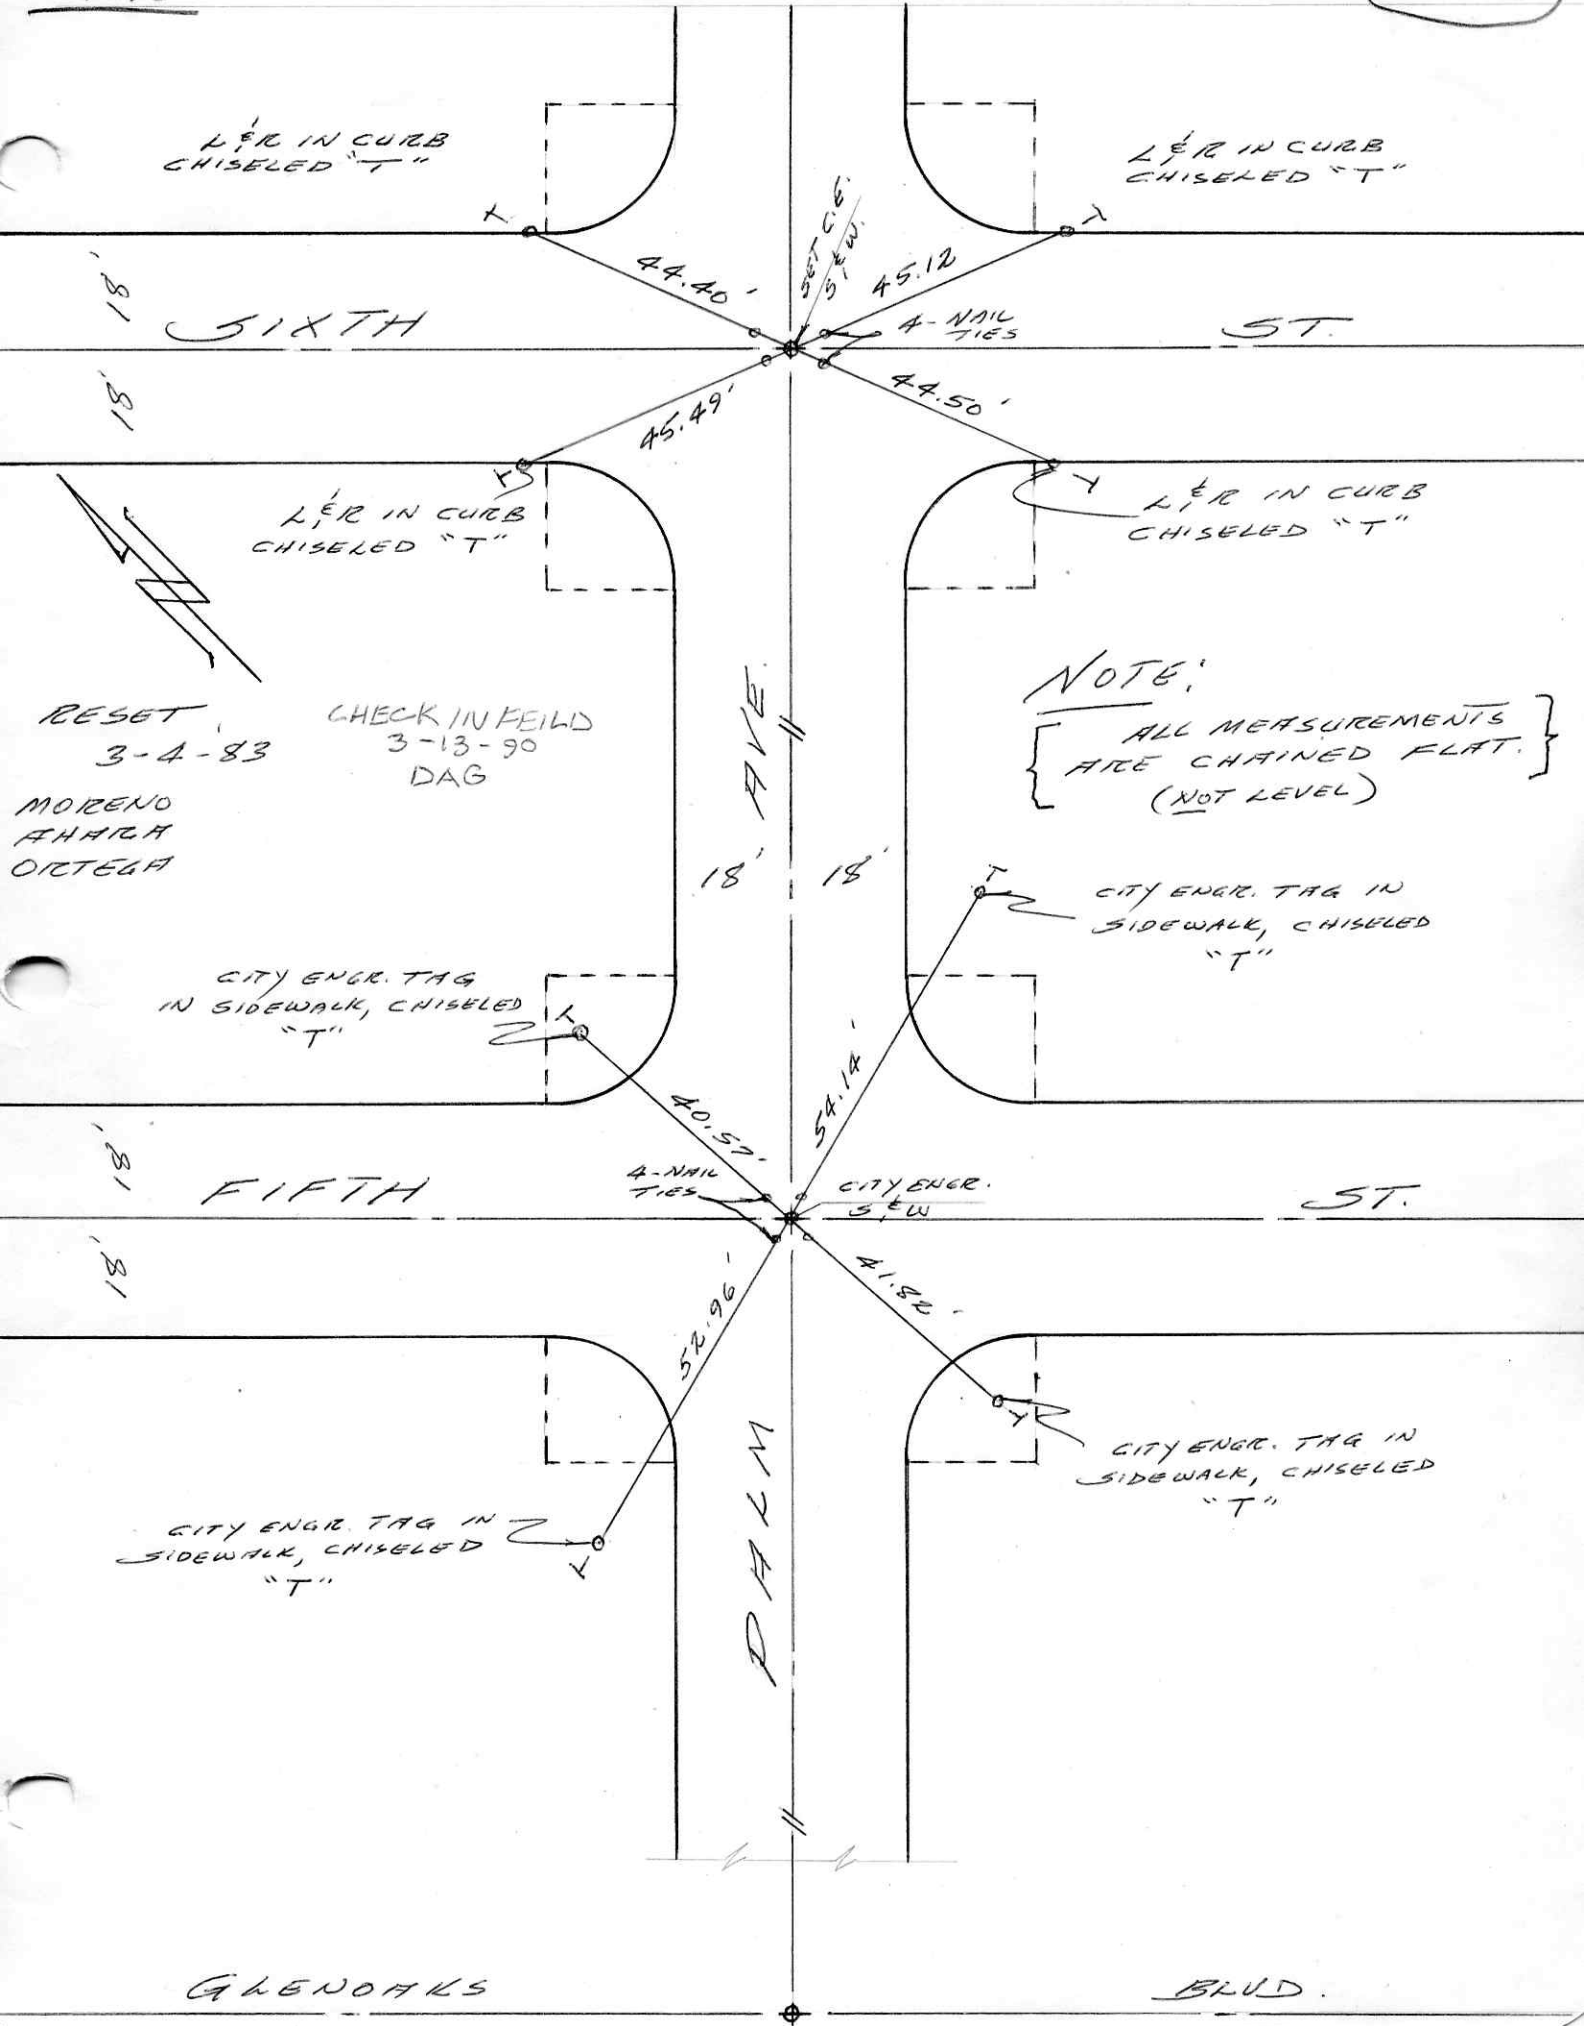 L & R IN CURB
CHISELED "T"
L & R IN CURB
CHISELED "T"
T
T
SET C.E.
S. & W.
44.40'
45.12
18'
SIXTH
4-NAIL
TIES
ST.
18'
45.49'
44.50'
T
T
L & R IN CURB
CHISELED "T"
L & R IN CURB
CHISELED "T"
RESET
3-4-83
MORENO
AHARA
ORTEGA
CHECK IN FEILD
3-13-90
DAG
AVE.
NOTE:
ALL MEASUREMENTS
ARE CHAINED FLAT.
(NOT LEVEL)
18'
18'
T
CITY ENGR. TAG IN
SIDEWALK, CHISELED
"T"
CITY ENGR. TAG
IN SIDEWALK, CHISELED
"T"
T
40.57'
54.14'
18'
FIFTH
4-NAIL
TIES
CITY ENGR.
S. & W
ST.
18'
52.96'
41.82'
T
CITY ENGR. TAG IN
SIDEWALK, CHISELED
"T"
CITY ENGR. TAG IN
SIDEWALK, CHISELED
"T"
T
PALM
GLENOAKS
BLVD.